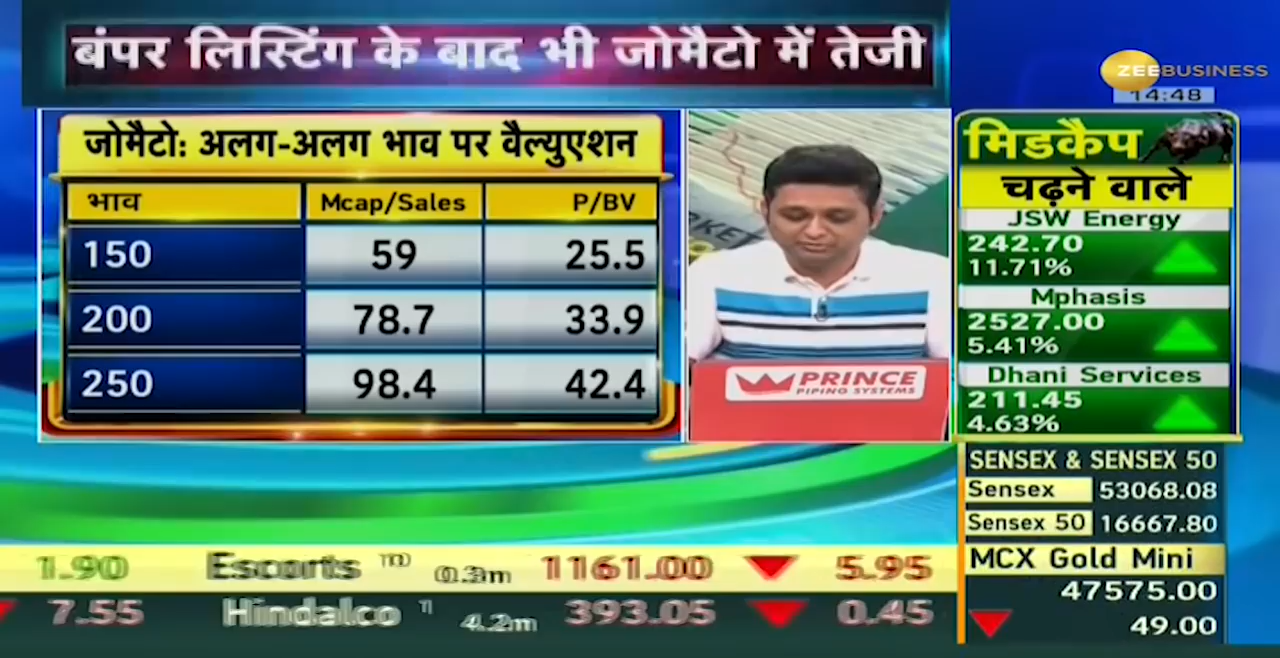 बंपर लिस्टिंग के बाद भी जोमैटो में तेजी
ZEEBUSINESS
14:48
जोमैटो: अलग-अलग भाव पर वैल्युएशन
भाव Mcap/Sales P/BV
150 59 25.5
200 78.7 33.9
250 98.4 42.4
PRINCE
PIPING SYSTEMS
मिडकैप
चढ़ने वाले
JSW Energy
242.70
11.71%
Mphasis
2527.00
5.41%
Dhani Services
211.45
4.63%
SENSEX & SENSEX 50
Sensex 53068.08
Sensex 50 16667.80
MCX Gold Mini
47575.00
49.00
1.90 Escorts 0.3m 1161.00 5.95
7.55 Hindalco 4.2m 393.05 0.45